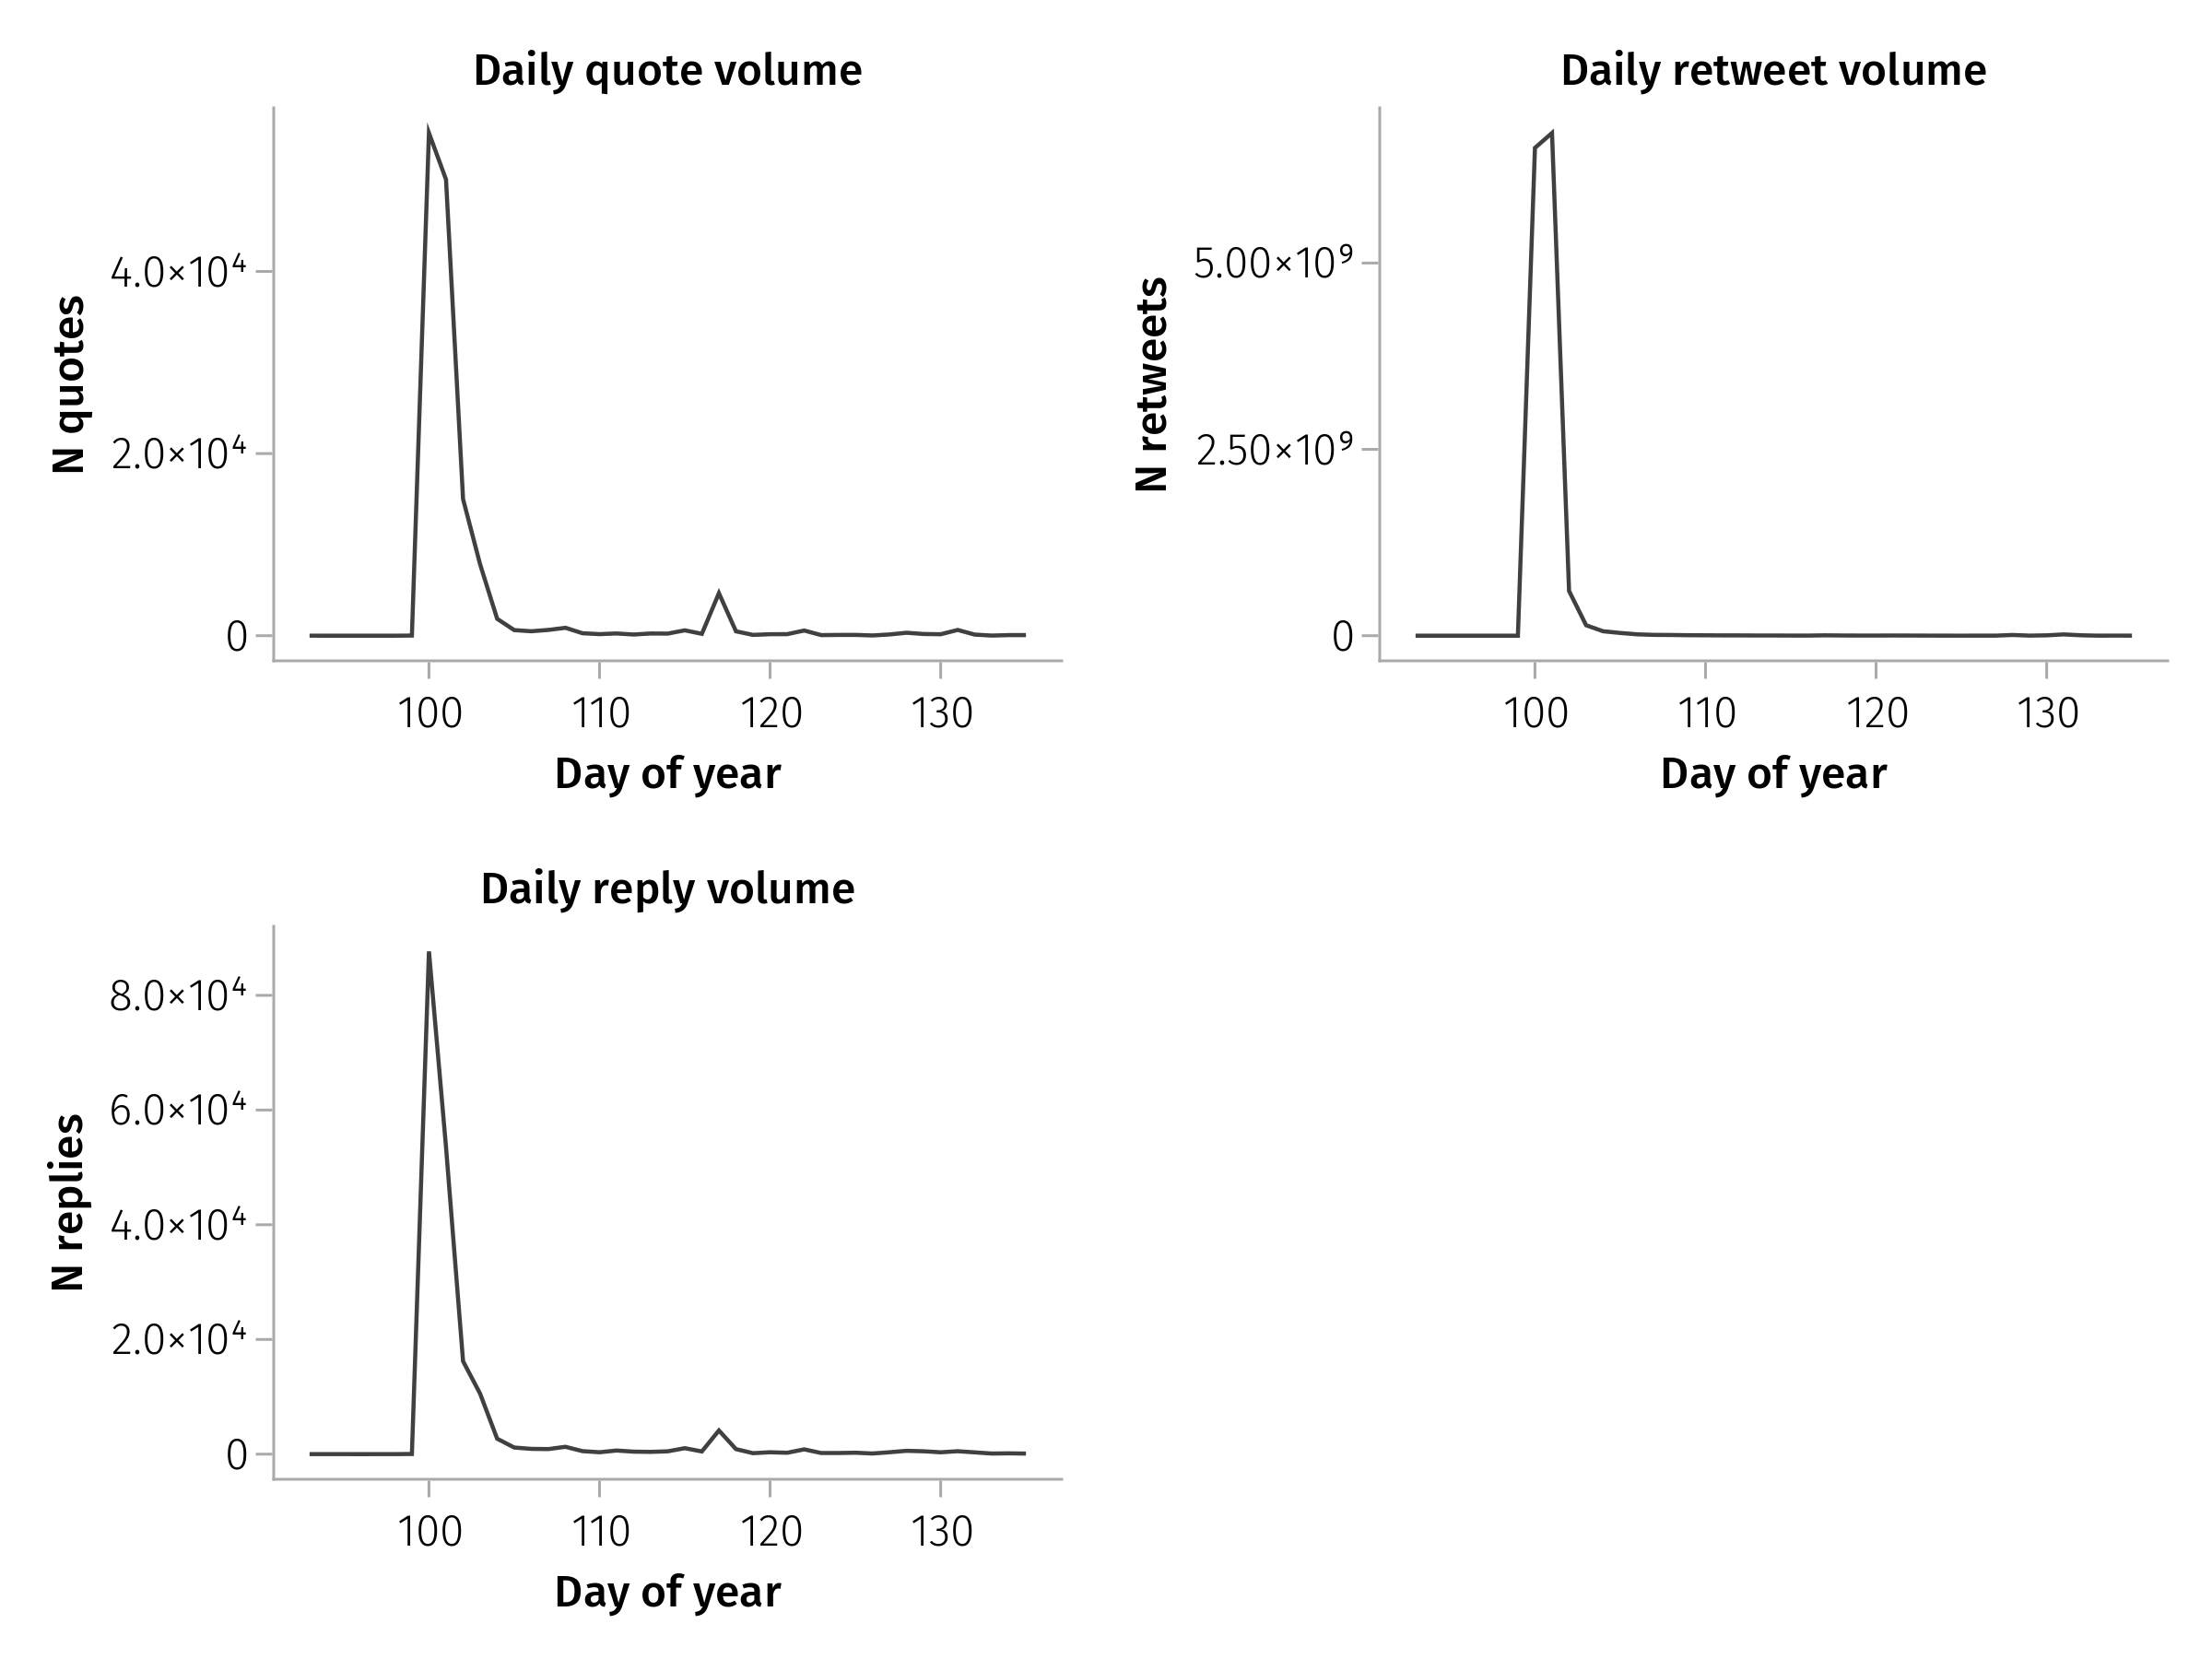 Daily quote volume
N quotes
4.0×10⁴
2.0×10⁴
0
100 110 120 130
Day of year
Daily retweet volume
N retweets
5.00×10⁹
2.50×10⁹
0
100 110 120 130
Day of year
Daily reply volume
N replies
8.0×10⁴
6.0×10⁴
4.0×10⁴
2.0×10⁴
0
100 110 120 130
Day of year